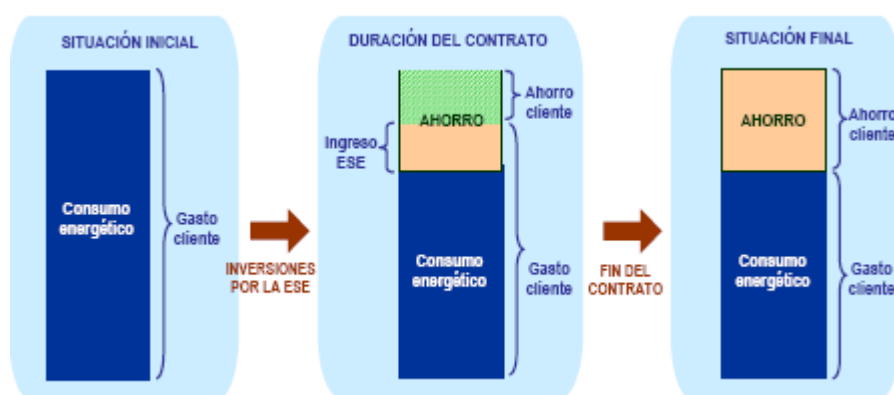 SITUACIÓN INICIAL
Consumo
energético
Gasto
cliente
INVERSIONES
POR LA ESE
DURACIÓN DEL CONTRATO
AHORRO
Ahorro
cliente
Ingreso
ESE
Consumo
energético
Gasto
cliente
FIN DEL
CONTRATO
SITUACIÓN FINAL
AHORRO
Ahorro
cliente
Consumo
energético
Gasto
cliente